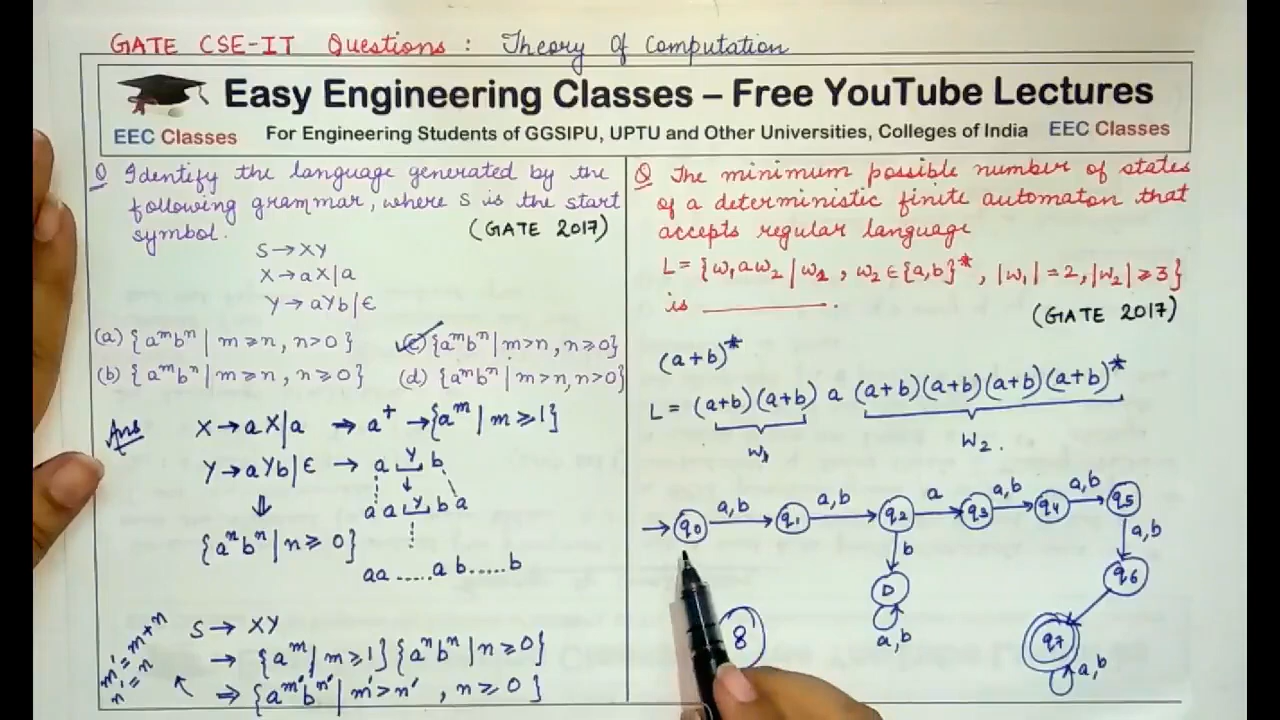 GATE CSE-IT Questions : Theory Of Computation
Easy Engineering Classes – Free YouTube Lectures
EEC Classes For Engineering Students of GGSIPU, UPTU and Other Universities, Colleges of India EEC Classes
Q Identify the language generated by the
following grammar, where S is the start
symbol. (GATE 2017)
S → XY
X → aX|a
Y → aYb|ε
(a) {a^m b^n | m ≥ n, n > 0} (c) {a^m b^n | m > n, n ≥ 0}
(b) {a^m b^n | m ≥ n, n ≥ 0} (d) {a^m b^n | m > n, n > 0}
Ans X → aX|a → a^+ → {a^m | m ≥ 1}
Y → aYb|ε → a Y b
a a Y b a
⇓
{a^n b^n | n ≥ 0}
aa ..... a b ..... b
S → XY
→ {a^m | m ≥ 1} {a^n b^n | n ≥ 0}
⇒ {a^m' b^n' | m' > n' , n ≥ 0}
m' = m + n
n' = n
Q The minimum possible number of states
of a deterministic finite automaton that
accepts regular language
L = {w₁aw₂ | w₁ , w₂ ∈ {a,b}*, |w₁| = 2, |w₂| ≥ 3}
is ________ .
(GATE 2017)
(a+b)*
L = (a+b)(a+b) a (a+b)(a+b)(a+b)(a+b)*
w₁ w₂.
→ q0 a,b q1 a,b q2 a q3 a,b q4 a,b q5
b a,b
D q6
a,b
8 q7
a,b